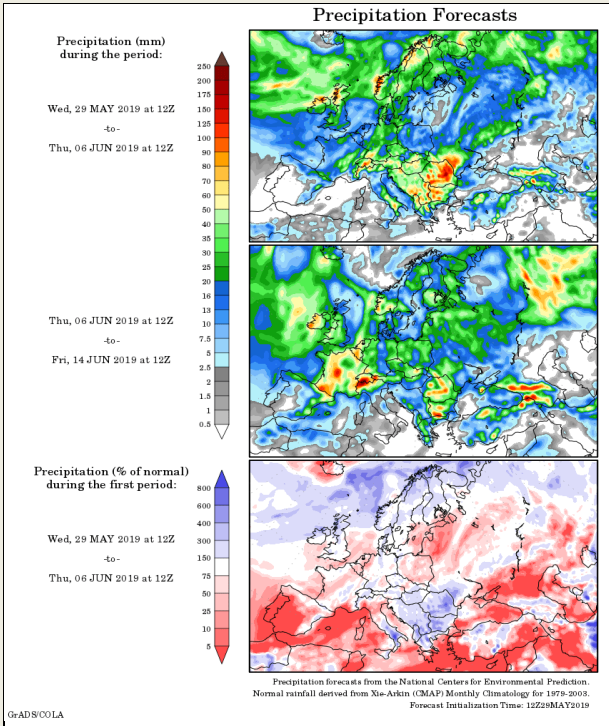 Precipitation Forecasts
Precipitation (mm)
during the period:
Wed, 29 MAY 2019 at 12Z
-to-
Thu, 06 JUN 2019 at 12Z
250
200
175
150
125
100
90
80
70
60
50
40
35
30
25
20
16
13
10
7.5
5
2.5
2
1.5
1
0.5
Thu, 06 JUN 2019 at 12Z
-to-
Fri, 14 JUN 2019 at 12Z
Precipitation (% of normal)
during the first period:
Wed, 29 MAY 2019 at 12Z
-to-
Thu, 06 JUN 2019 at 12Z
800
600
400
300
150
75
50
25
10
5
Precipitation forecasts from the National Centers for Environmental Prediction.
Normal rainfall derived from Xie-Arkin (CMAP) Monthly Climatology for 1979-2003.
Forecast Initialization Time: 12Z29MAY2019
GrADS/COLA